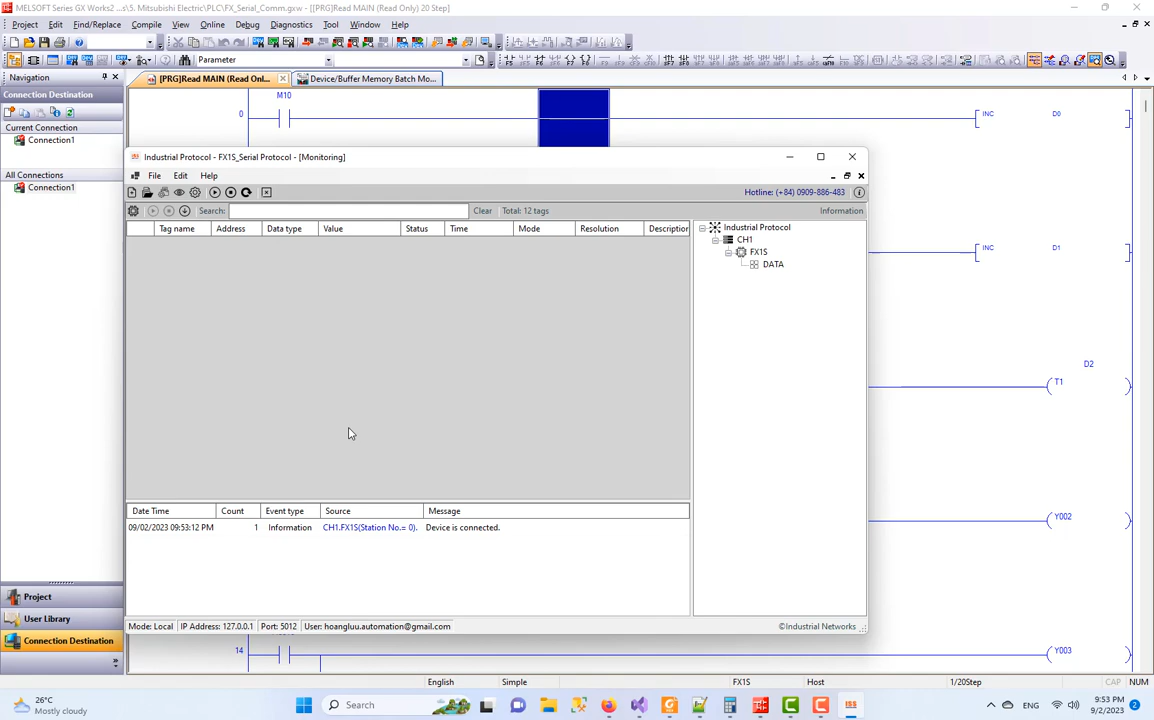 MELSOFT Series GX Works2 ...s\5. Mitsubishi Electric\PLC\FX_Serial_Comm.gxw - [[PRG]Read MAIN (Read Only) 20 Step]
Project Edit Find/Replace Compile View Online Debug Diagnostics Tool Window Help
Parameter
Navigation
[PRG]Read MAIN (Read Onl...
Device/Buffer Memory Batch Mo...
Connection Destination
Current Connection
Connection1
All Connections
Connection1
M10
0
INC D0
Industrial Protocol - FX1S_Serial Protocol - [Monitoring]
File Edit Help
Hotline: (+84) 0909-886-483
Search: Clear Total: 12 tags Information
Tag name Address Data type Value Status Time Mode Resolution Description
Industrial Protocol
CH1
FX1S
DATA
INC D1
D2
T1
Y002
Date Time Count Event type Source Message
09/02/2023 09:53:12 PM 1 Information CH1.FX1S(Station No.= 0). Device is connected.
Mode: Local IP Address: 127.0.0.1 Port: 5012 User: hoangluu.automation@gmail.com ©Industrial Networks
14
Y003
Project
User Library
Connection Destination
English Simple FX1S Host 1/20Step CAP NUM
26°C
Mostly cloudy
Search
ISS
ENG
9:53 PM
9/2/2023
2